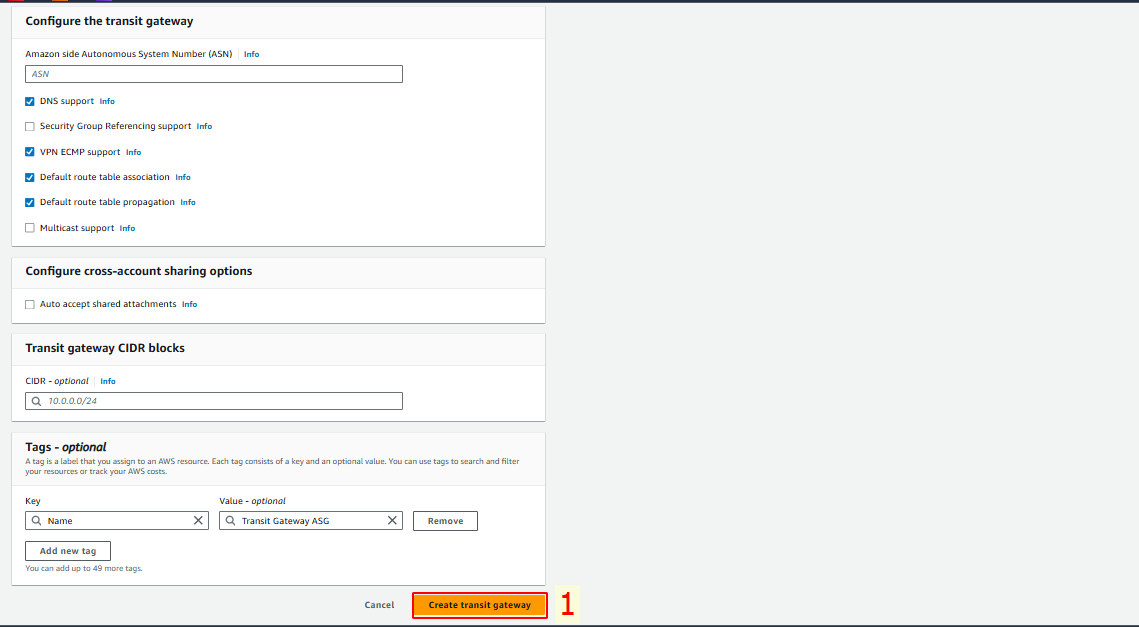 Configure the transit gateway
Amazon side Autonomous System Number (ASN) Info
ASN
DNS support Info
Security Group Referencing support Info
VPN ECMP support Info
Default route table association Info
Default route table propagation Info
Multicast support Info
Configure cross-account sharing options
Auto accept shared attachments Info
Transit gateway CIDR blocks
CIDR - optional Info
10.0.0.0/24
Tags - optional
A tag is a label that you assign to an AWS resource. Each tag consists of a key and an optional value. You can use tags to search and filter
your resources or track your AWS costs.
Key Value - optional
Name Transit Gateway ASG Remove
Add new tag
You can add up to 49 more tags.
Cancel Create transit gateway 1